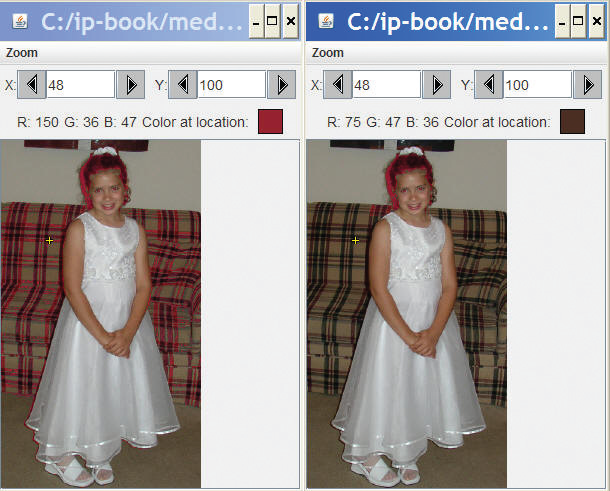 C:/ip-book/med...
Zoom
X: 48 Y: 100
R: 150 G: 36 B: 47 Color at location:
C:/ip-book/med...
Zoom
X: 48 Y: 100
R: 75 G: 47 B: 36 Color at location: